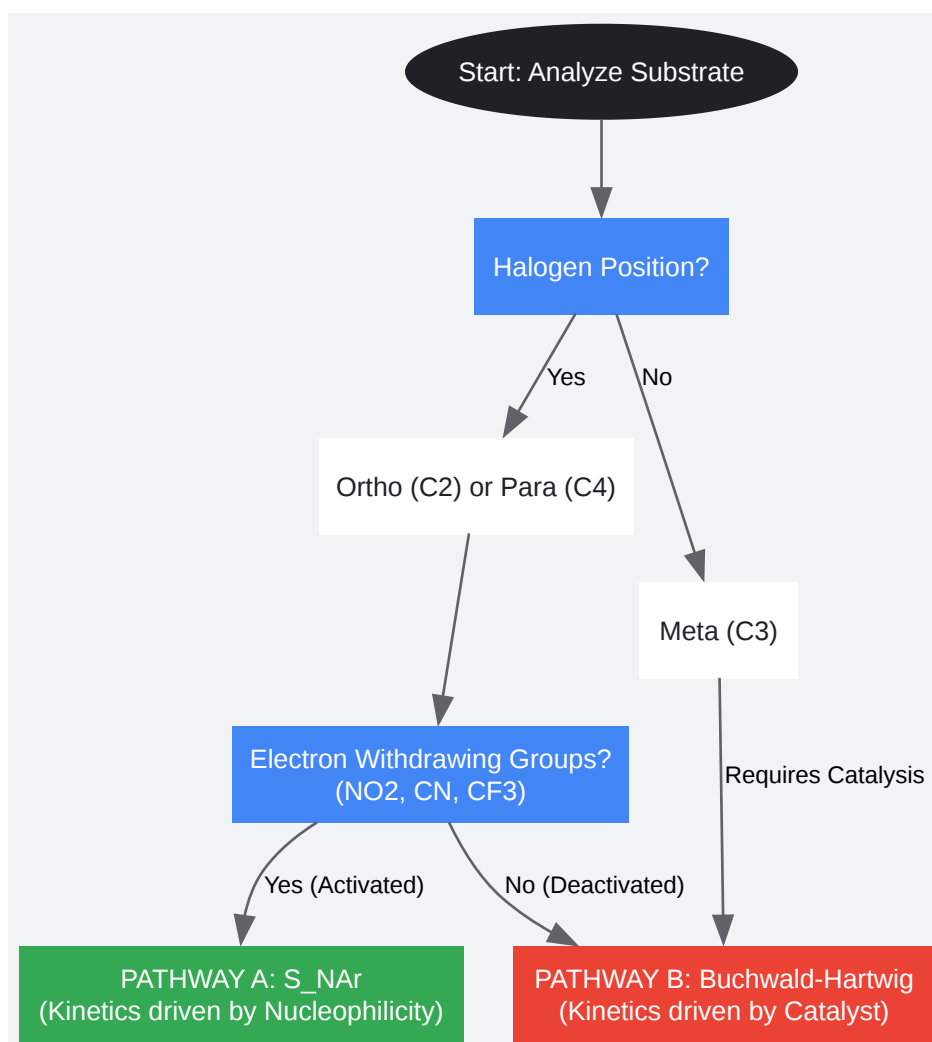 Start: Analyze Substrate
Halogen Position?
Yes
No
Ortho (C2) or Para (C4)
Meta (C3)
Electron Withdrawing Groups?
(NO2, CN, CF3)
Requires Catalysis
Yes (Activated)
No (Deactivated)
PATHWAY A: S_NAr
(Kinetics driven by Nucleophilicity)
PATHWAY B: Buchwald-Hartwig
(Kinetics driven by Catalyst)